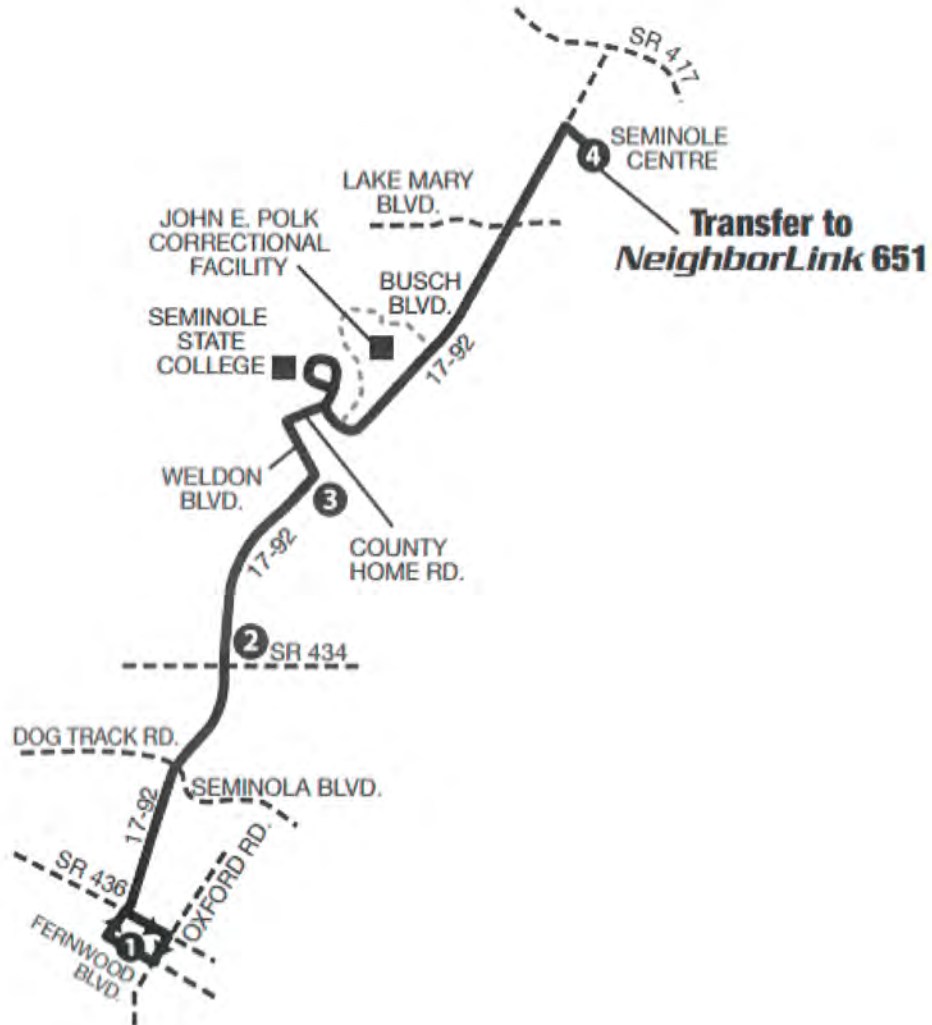 SR 417
4
SEMINOLE
CENTRE
LAKE MARY
BLVD.
Transfer to
NeighborLink 651
JOHN E. POLK
CORRECTIONAL
FACILITY
BUSCH
BLVD.
SEMINOLE
STATE
COLLEGE
17-92
WELDON
BLVD.
3
17-92
COUNTY
HOME RD.
2
SR 434
DOG TRACK RD.
SEMINOLA BLVD.
17-92
OXFORD RD.
SR 436
1
FERNWOOD
BLVD.